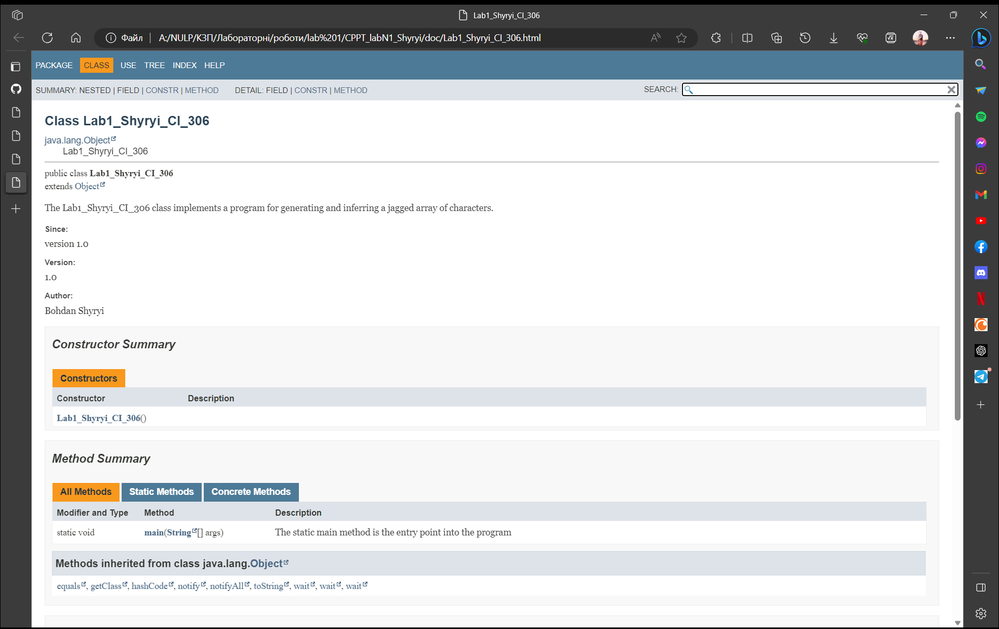 Lab1_Shyryi_CI_306
Файл | A:/NULP/КЗП/Лабораторні/роботи/lab%201/CPPT_labN1_Shyryi/doc/Lab1_Shyryi_CI_306.html
PACKAGE CLASS USE TREE INDEX HELP
SUMMARY: NESTED | FIELD | CONSTR | METHOD DETAIL: FIELD | CONSTR | METHOD SEARCH:
Class Lab1_Shyryi_CI_306
java.lang.Object
Lab1_Shyryi_CI_306
public class Lab1_Shyryi_CI_306
extends Object
The Lab1_Shyryi_CI_306 class implements a program for generating and inferring a jagged array of characters.
Since:
version 1.0
Version:
1.0
Author:
Bohdan Shyryi
Constructor Summary
Constructors
Constructor Description
Lab1_Shyryi_CI_306()
Method Summary
All Methods Static Methods Concrete Methods
Modifier and Type Method Description
static void main(String[] args) The static main method is the entry point into the program
Methods inherited from class java.lang.Object
equals, getClass, hashCode, notify, notifyAll, toString, wait, wait, wait